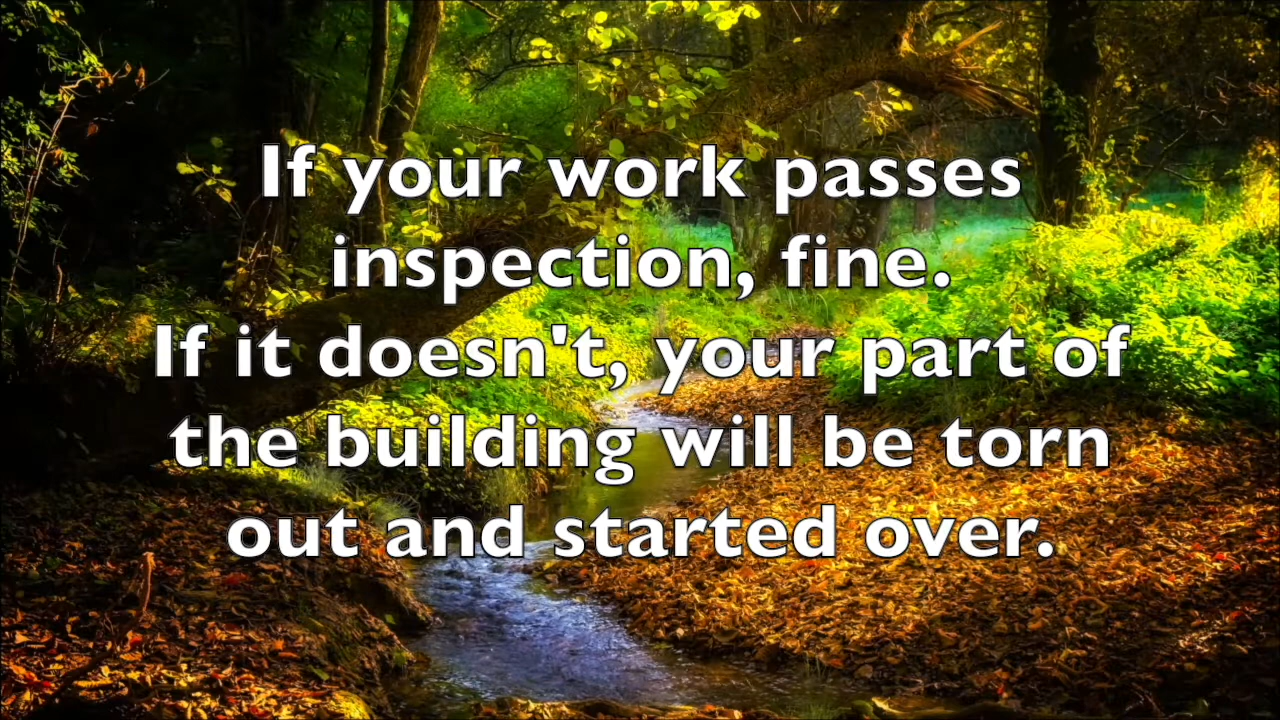 If your work passes
inspection, fine.
If it doesn't, your part of
the building will be torn
out and started over.